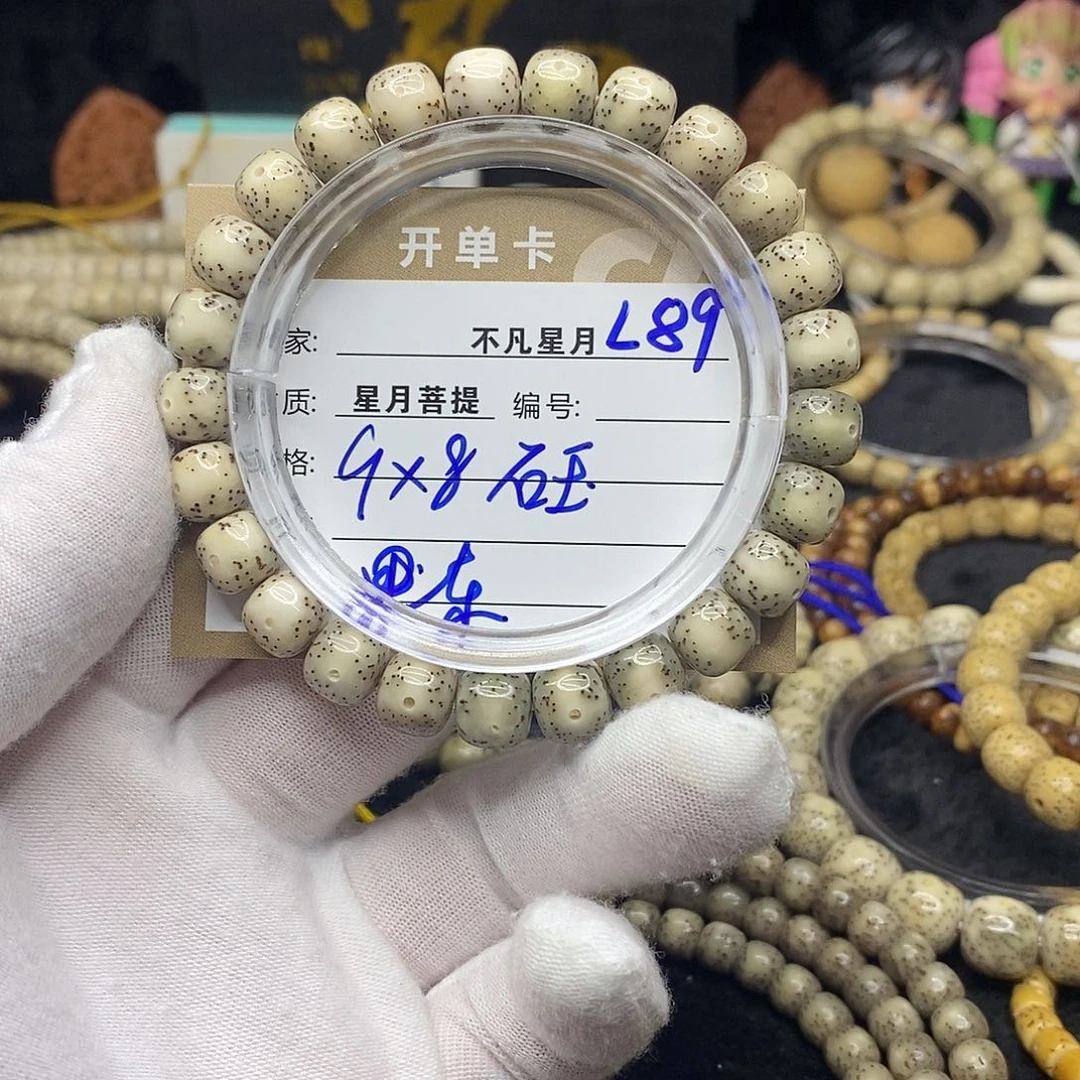 开单卡
家: 不凡星月 L89
质: 星月菩提 编号:
格: 9×8 石玉